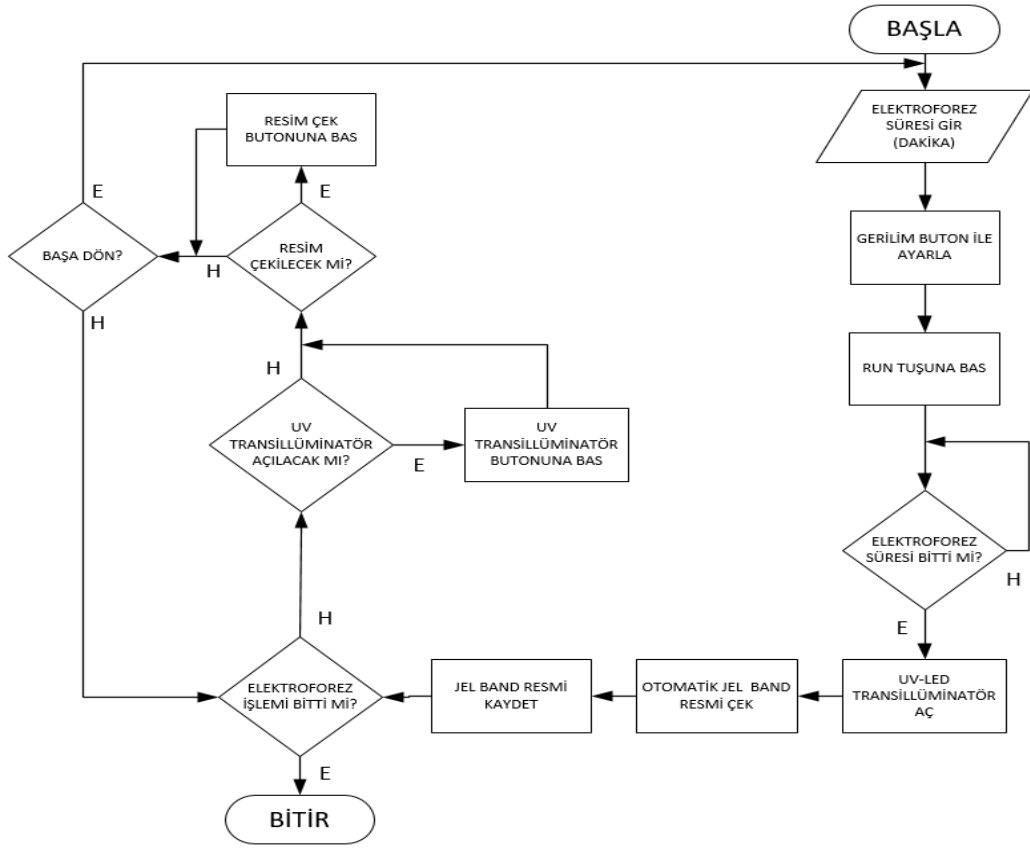 BAŞLA
ELEKTROFOREZ
SÜRESİ GİR
(DAKİKA)
GERİLİM BUTON İLE
AYARLA
RUN TUŞUNA BAS
ELEKTROFOREZ
SÜRESİ BİTTİ Mİ?
H
E
UV-LED
TRANSİLLÜMİNATÖR
AÇ
OTOMATİK JEL BAND
RESMİ ÇEK
JEL BAND RESMİ
KAYDET
ELEKTROFOREZ
İŞLEMİ BİTTİ Mİ?
E
BİTİR
H
UV
TRANSİLLÜMİNATÖR
AÇILACAK MI?
E
UV
TRANSİLLÜMİNATÖR
BUTONUNA BAS
H
RESİM
ÇEKİLECEK Mİ?
E
RESİM ÇEK
BUTONUNA BAS
H
BAŞA DÖN?
E
H